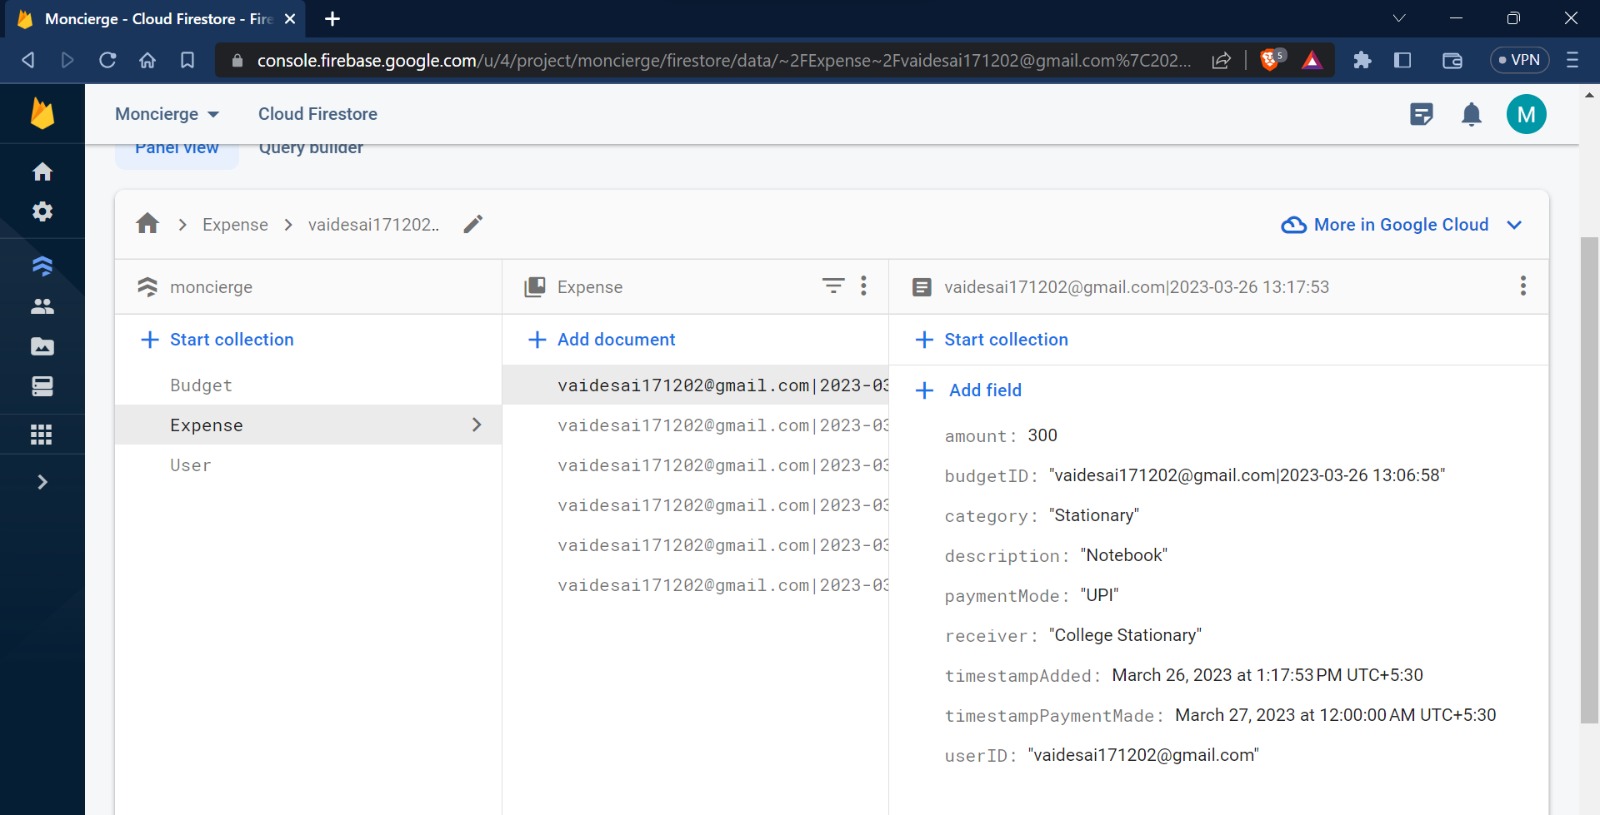 Moncierge - Cloud Firestore - Fire
console.firebase.google.com/u/4/project/moncierge/firestore/data/~2FExpense~2Fvaidesai171202@gmail.com%7C202...
5
VPN
Moncierge
Cloud Firestore
M
Panel view
Query builder
Expense
vaidesai171202..
More in Google Cloud
moncierge
Expense
vaidesai171202@gmail.com|2023-03-26 13:17:53
Start collection
Add document
Start collection
Budget
Expense
User
vaidesai171202@gmail.com|2023-03
vaidesai171202@gmail.com|2023-03
vaidesai171202@gmail.com|2023-03
vaidesai171202@gmail.com|2023-03
vaidesai171202@gmail.com|2023-03
vaidesai171202@gmail.com|2023-03
Add field
amount: 300
budgetID: "vaidesai171202@gmail.com|2023-03-26 13:06:58"
category: "Stationary"
description: "Notebook"
paymentMode: "UPI"
receiver: "College Stationary"
timestampAdded: March 26, 2023 at 1:17:53 PM UTC+5:30
timestampPaymentMade: March 27, 2023 at 12:00:00 AM UTC+5:30
userID: "vaidesai171202@gmail.com"